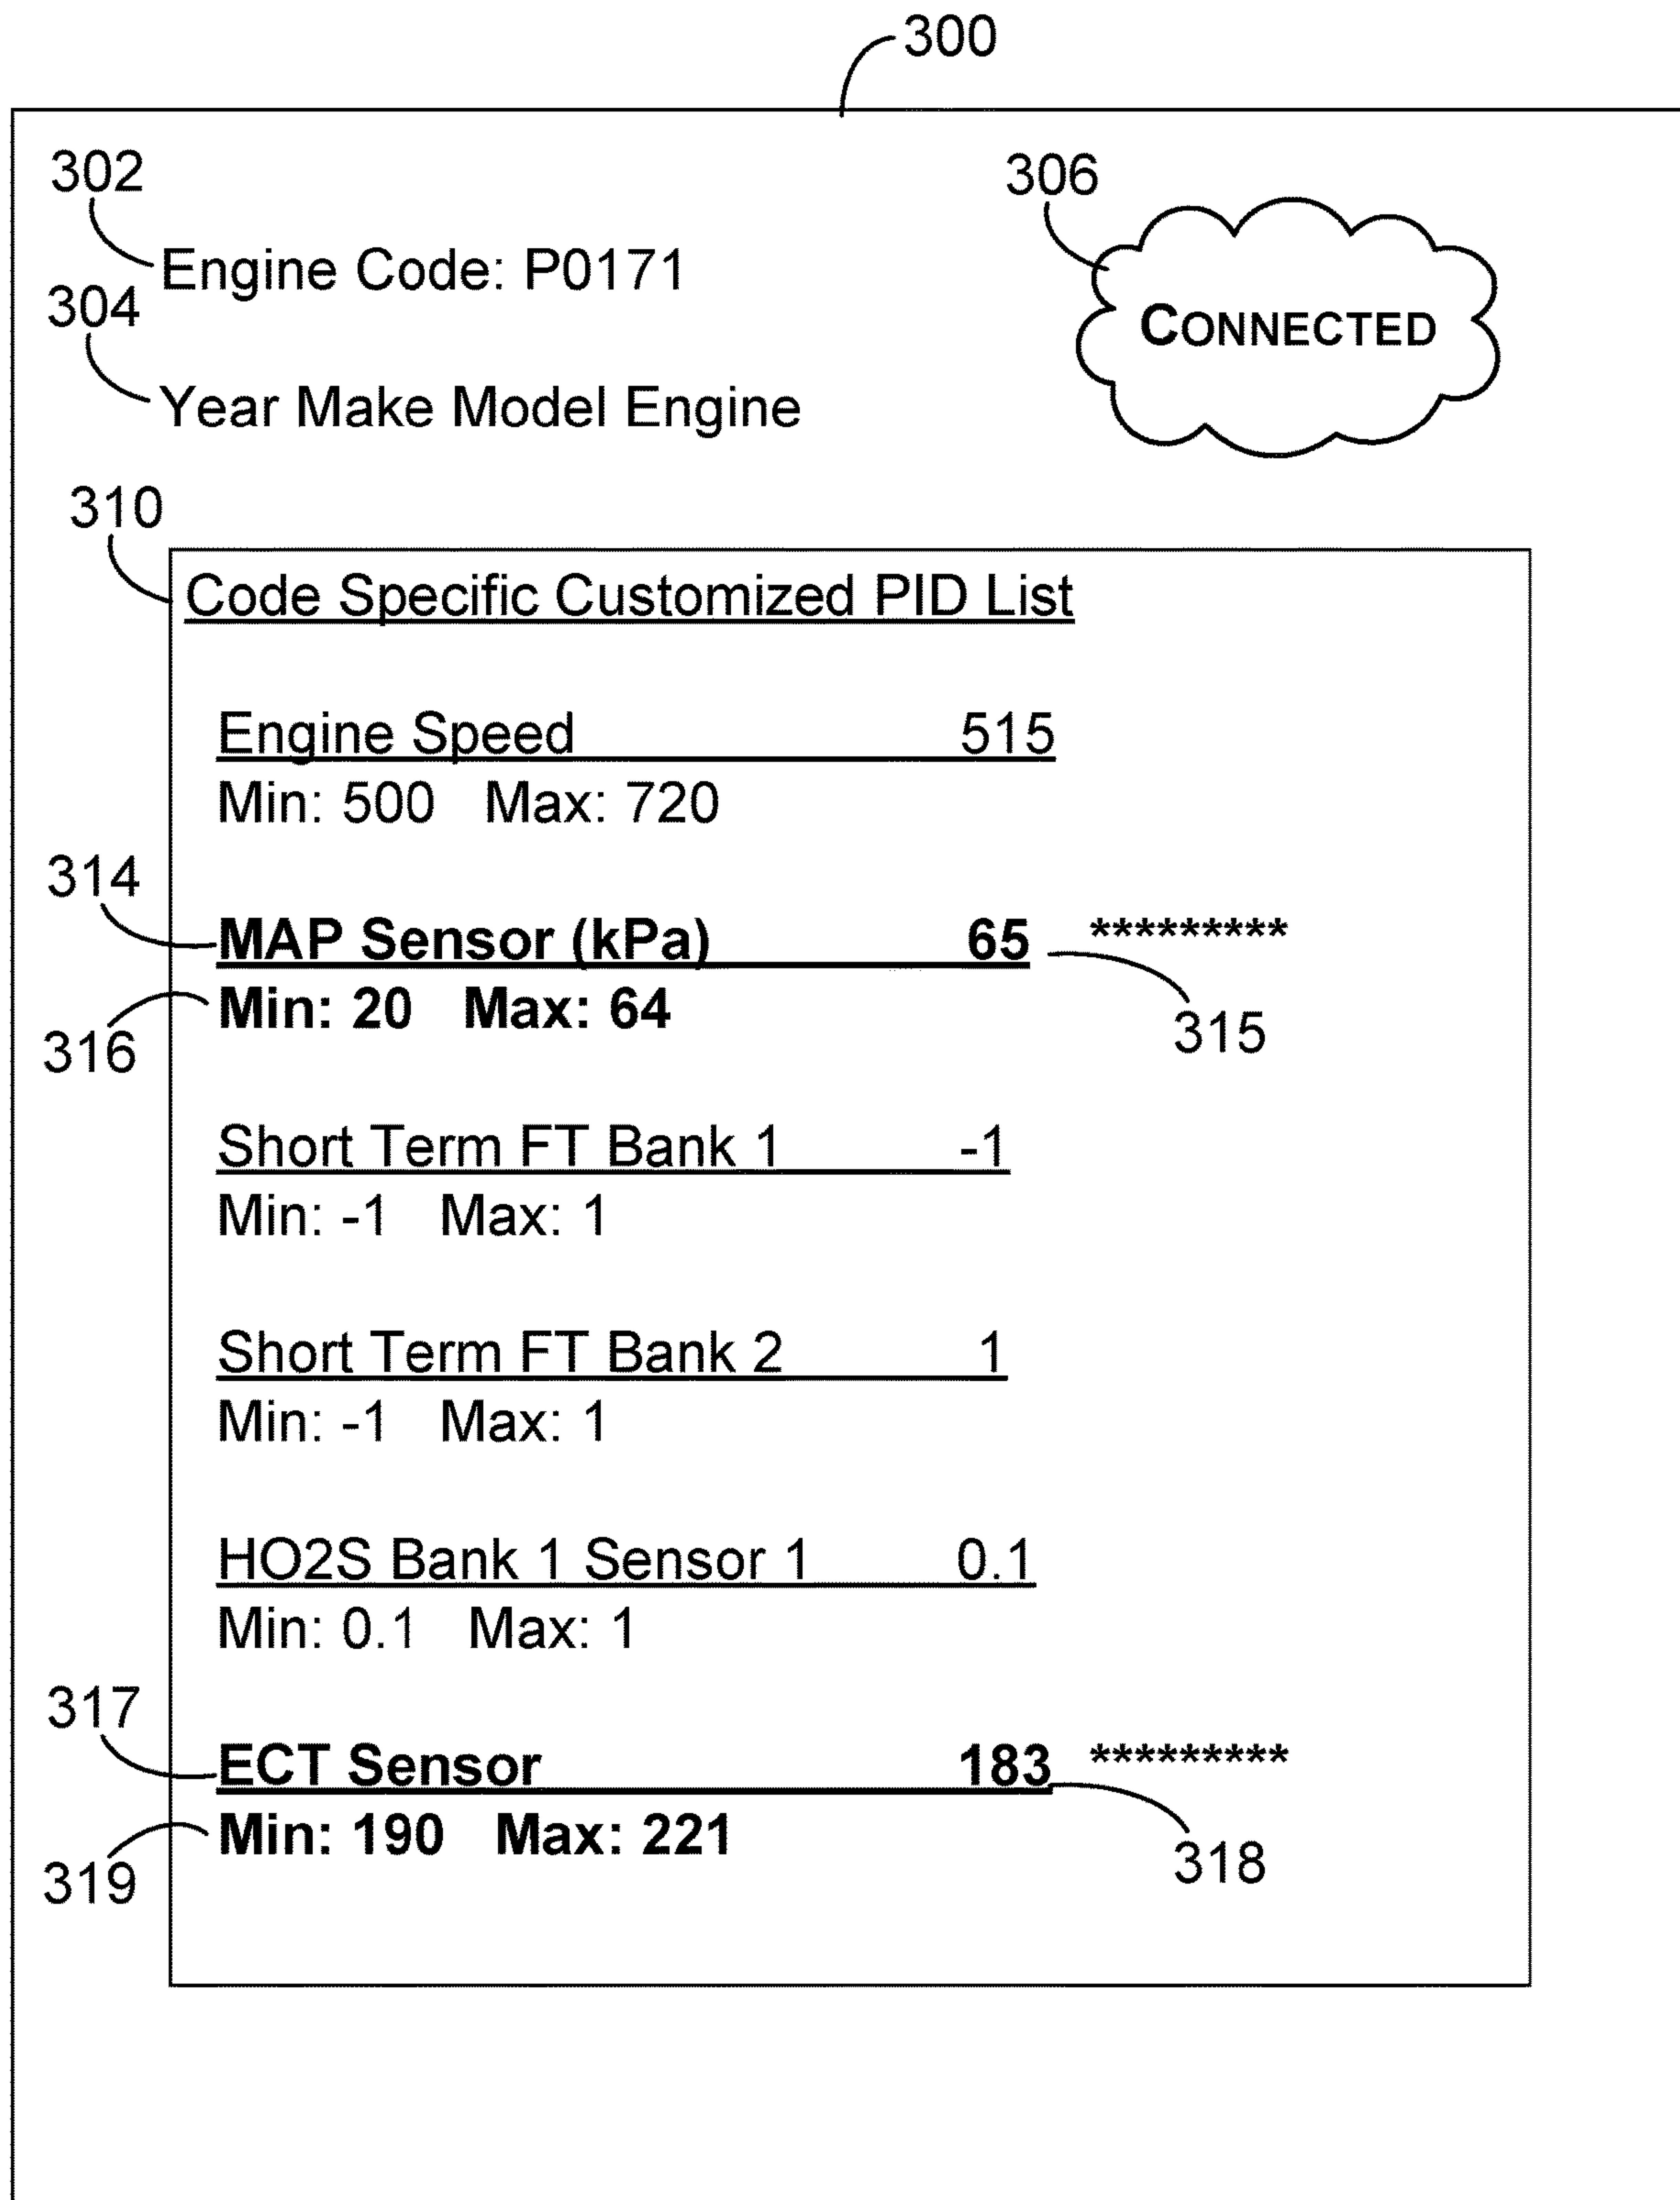 300
302
306
Engine Code: P0171
304
CONNECTED
Year Make Model Engine
310
Code Specific Customized PID List
Engine Speed 515
Min: 500 Max: 720
314
MAP Sensor (kPa) 65 *********
Min: 20 Max: 64
316
315
Short Term FT Bank 1 -1
Min: -1 Max: 1
Short Term FT Bank 2 1
Min: -1 Max: 1
HO2S Bank 1 Sensor 1 0.1
Min: 0.1 Max: 1
317
ECT Sensor 183 *********
Min: 190 Max: 221
319
318